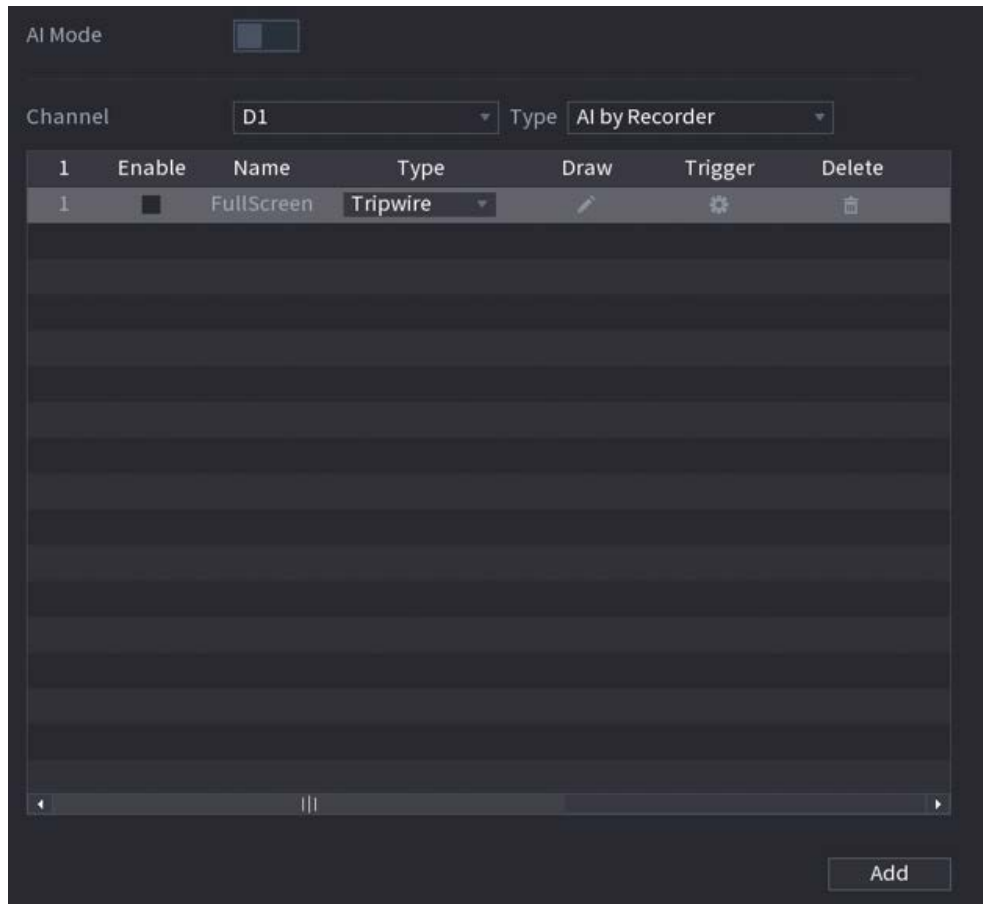 AI Mode
Channel D1 Type AI by Recorder
1 Enable Name Type Draw Trigger Delete
1 FullScreen Tripwire
Add